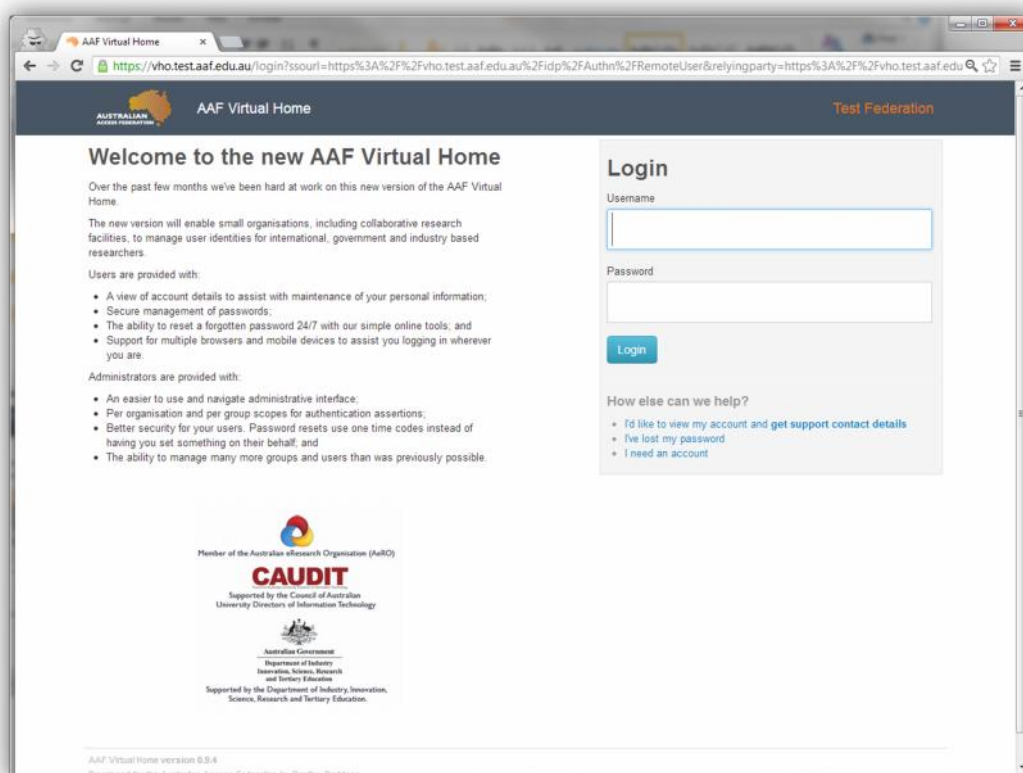 AAF Virtual Home
https://vho.test.aaf.edu.au/login?ssourl=https%3A%2F%2Fvho.test.aaf.edu.au%2Fidp%2FAuthn%2FRemoteUser&relyingparty=https%3A%2F%2Fvho.test.aaf.edu
AUSTRALIAN
ACCESS FEDERATION
AAF Virtual Home
Test Federation
Welcome to the new AAF Virtual Home
Over the past few months we've been hard at work on this new version of the AAF Virtual
Home.
The new version will enable small organisations, including collaborative research
facilities, to manage user identities for international, government and industry based
researchers.
Users are provided with:
• A view of account details to assist with maintenance of your personal information;
• Secure management of passwords;
• The ability to reset a forgotten password 24/7 with our simple online tools; and
• Support for multiple browsers and mobile devices to assist you logging in wherever
you are.
Administrators are provided with:
• An easier to use and navigate administrative interface;
• Per organisation and per group scopes for authentication assertions;
• Better security for your users. Password resets use one time codes instead of
having you set something on their behalf; and
• The ability to manage many more groups and users than was previously possible.
Login
Username
Password
Login
How else can we help?
• I'd like to view my account and get support contact details
• I've lost my password
• I need an account
Member of the Australian eResearch Organisation (AeRO)
CAUDIT
Supported by the Council of Australian
University Directors of Information Technology
Australian Government
Department of Industry
Innovation, Science, Research
and Tertiary Education
Supported by the Department of Industry, Innovation,
Science, Research and Tertiary Education.
AAF Virtual Home version 0.9.4